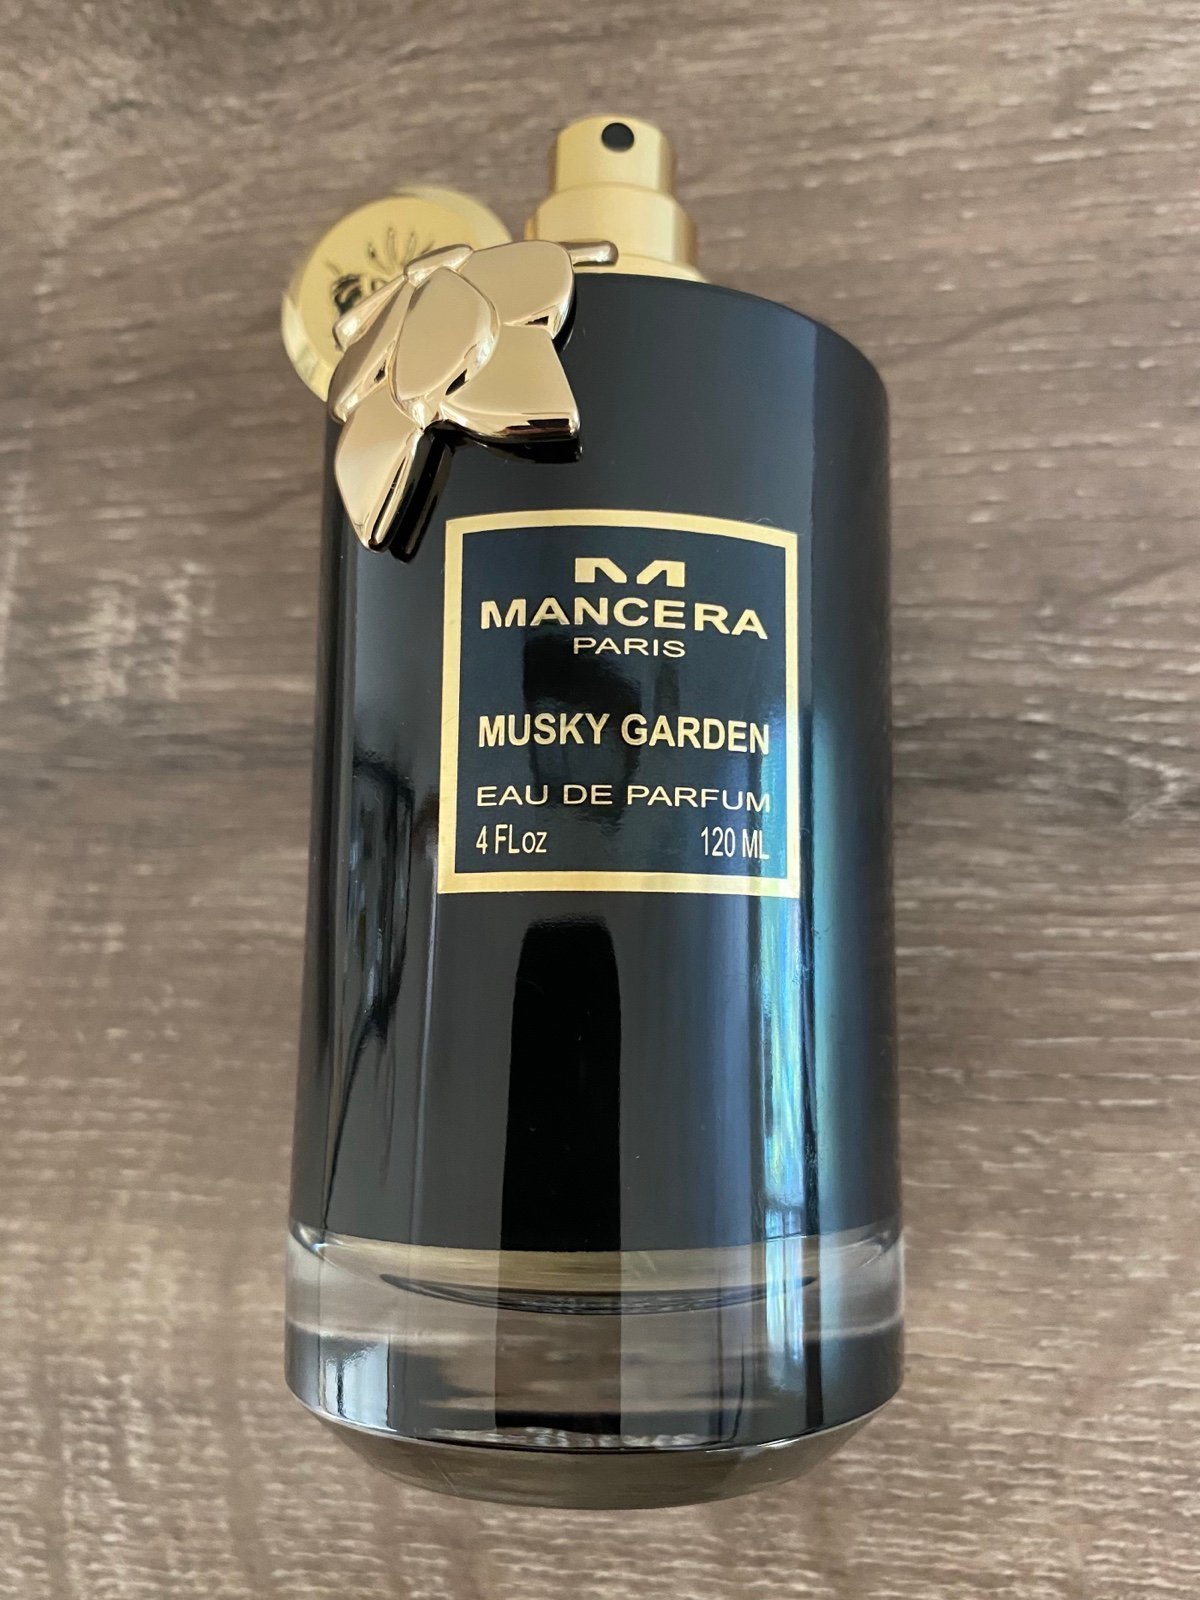 MANCERA
PARIS
MUSKY GARDEN
EAU DE PARFUM
4 FLoz 120 ML